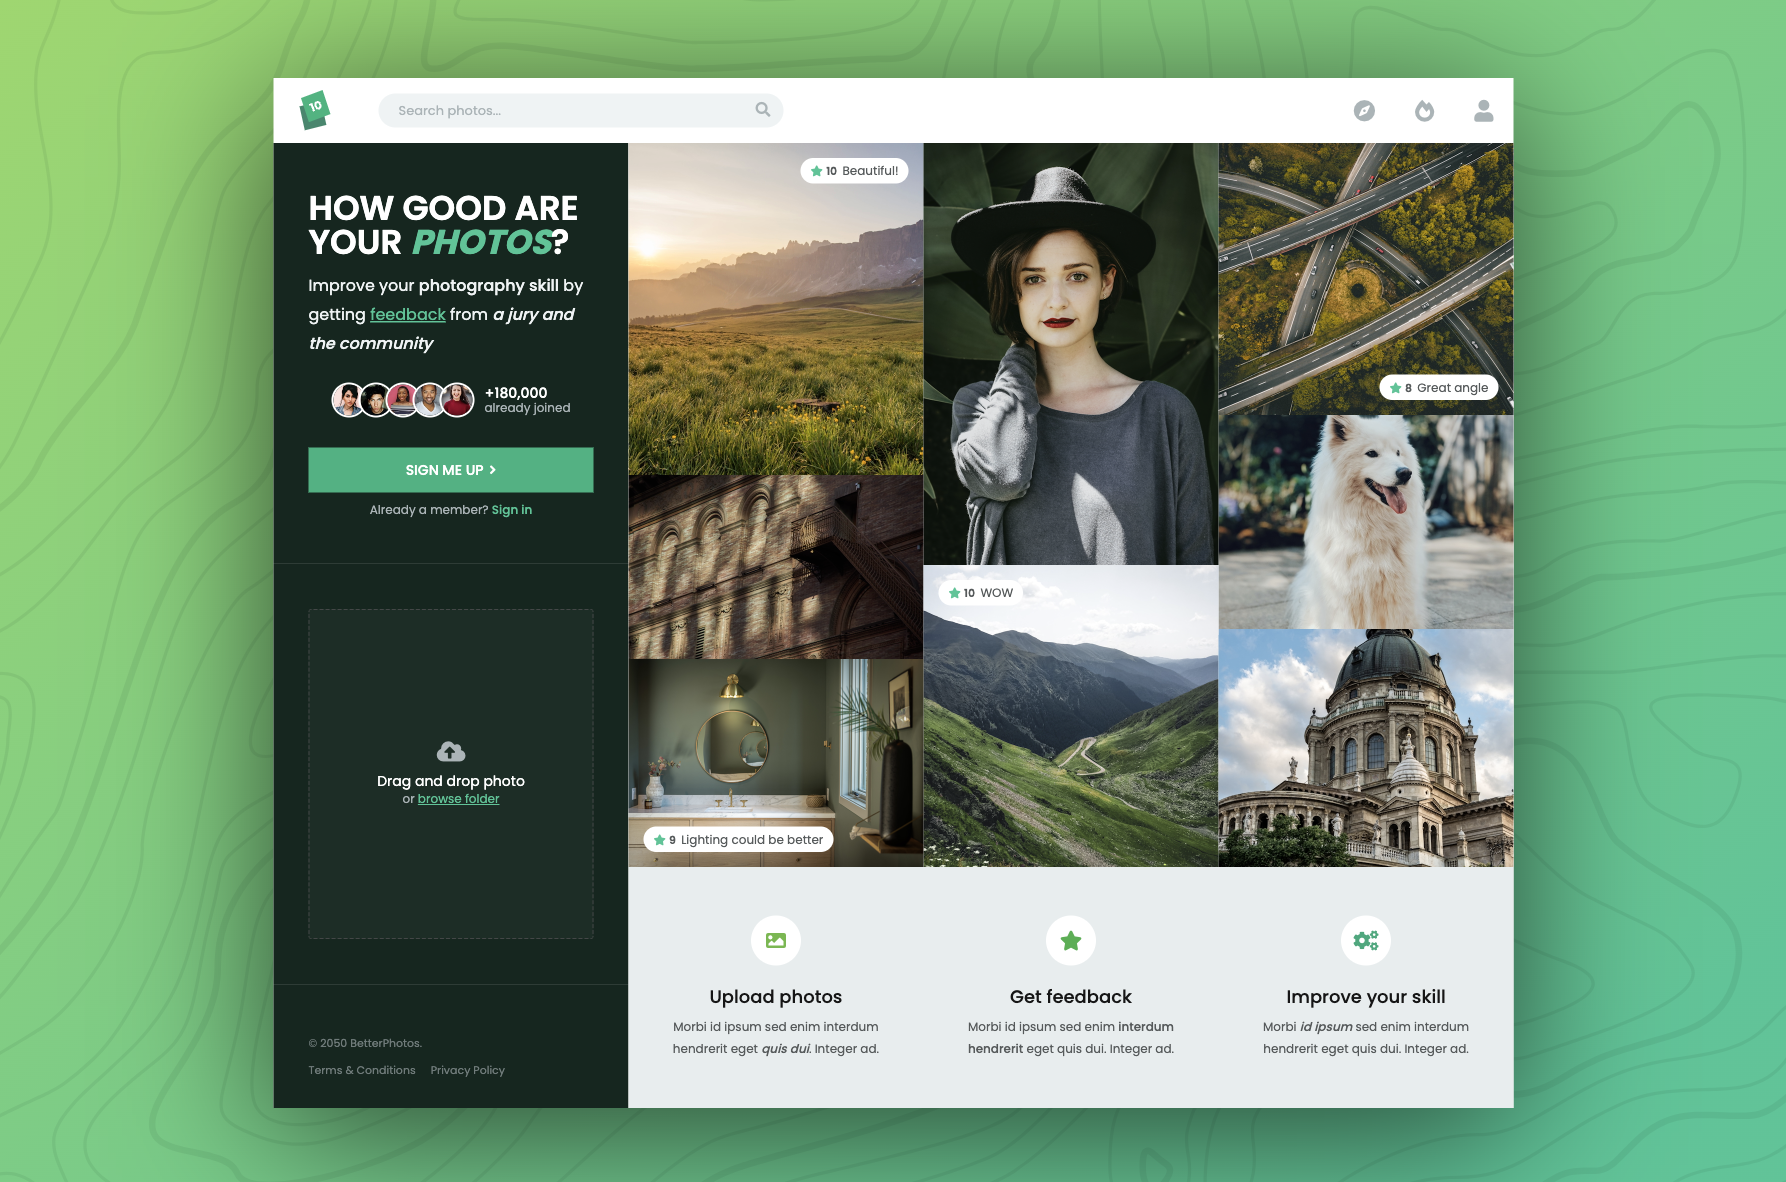 10
Search photos...
HOW GOOD ARE
YOUR PHOTOS?
Improve your photography skill by
getting feedback from a jury and
the community
+180,000
already joined
SIGN ME UP
Already a member? Sign in
Drag and drop photo
or browse folder
© 2050 BetterPhotos.
Terms & Conditions Privacy Policy
10 Beautiful!
8 Great angle
10 WOW
9 Lighting could be better
Upload photos
Morbi id ipsum sed enim interdum
hendrerit eget quis dui. Integer ad.
Get feedback
Morbi id ipsum sed enim interdum
hendrerit eget quis dui. Integer ad.
Improve your skill
Morbi id ipsum sed enim interdum
hendrerit eget quis dui. Integer ad.